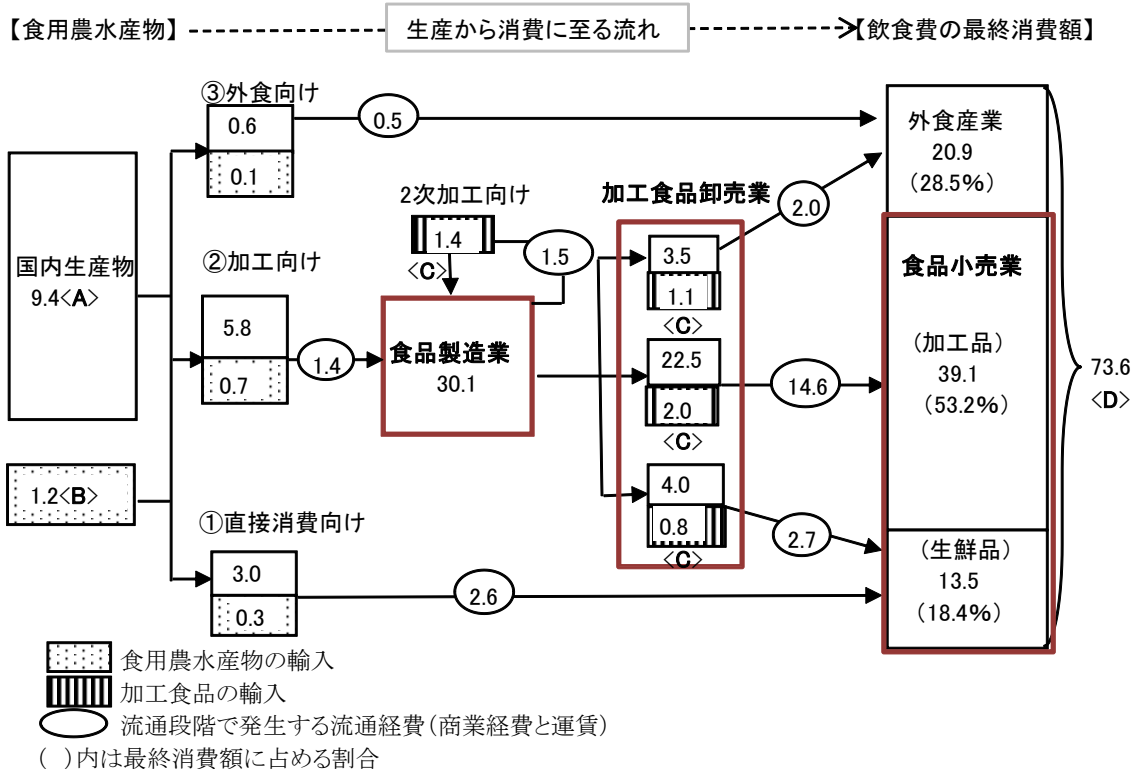 【食用農水産物】
生産から消費に至る流れ
【飲食費の最終消費額】
③外食向け
0.6
0.1
0.5
外食産業
20.9
(28.5%)
国内生産物
9.4<A>
1.2<B>
②加工向け
5.8
0.7
1.4
2次加工向け
1.4
<C>
1.5
食品製造業
30.1
加工食品卸売業
3.5
1.1
<C>
2.0
22.5
2.0
<C>
14.6
4.0
0.8
<C>
2.7
食品小売業
(加工品)
39.1
(53.2%)
73.6
<D>
①直接消費向け
3.0
0.3
2.6
(生鮮品)
13.5
(18.4%)
食用農水産物の輸入
加工食品の輸入
流通段階で発生する流通経費(商業経費と運賃)
( )内は最終消費額に占める割合